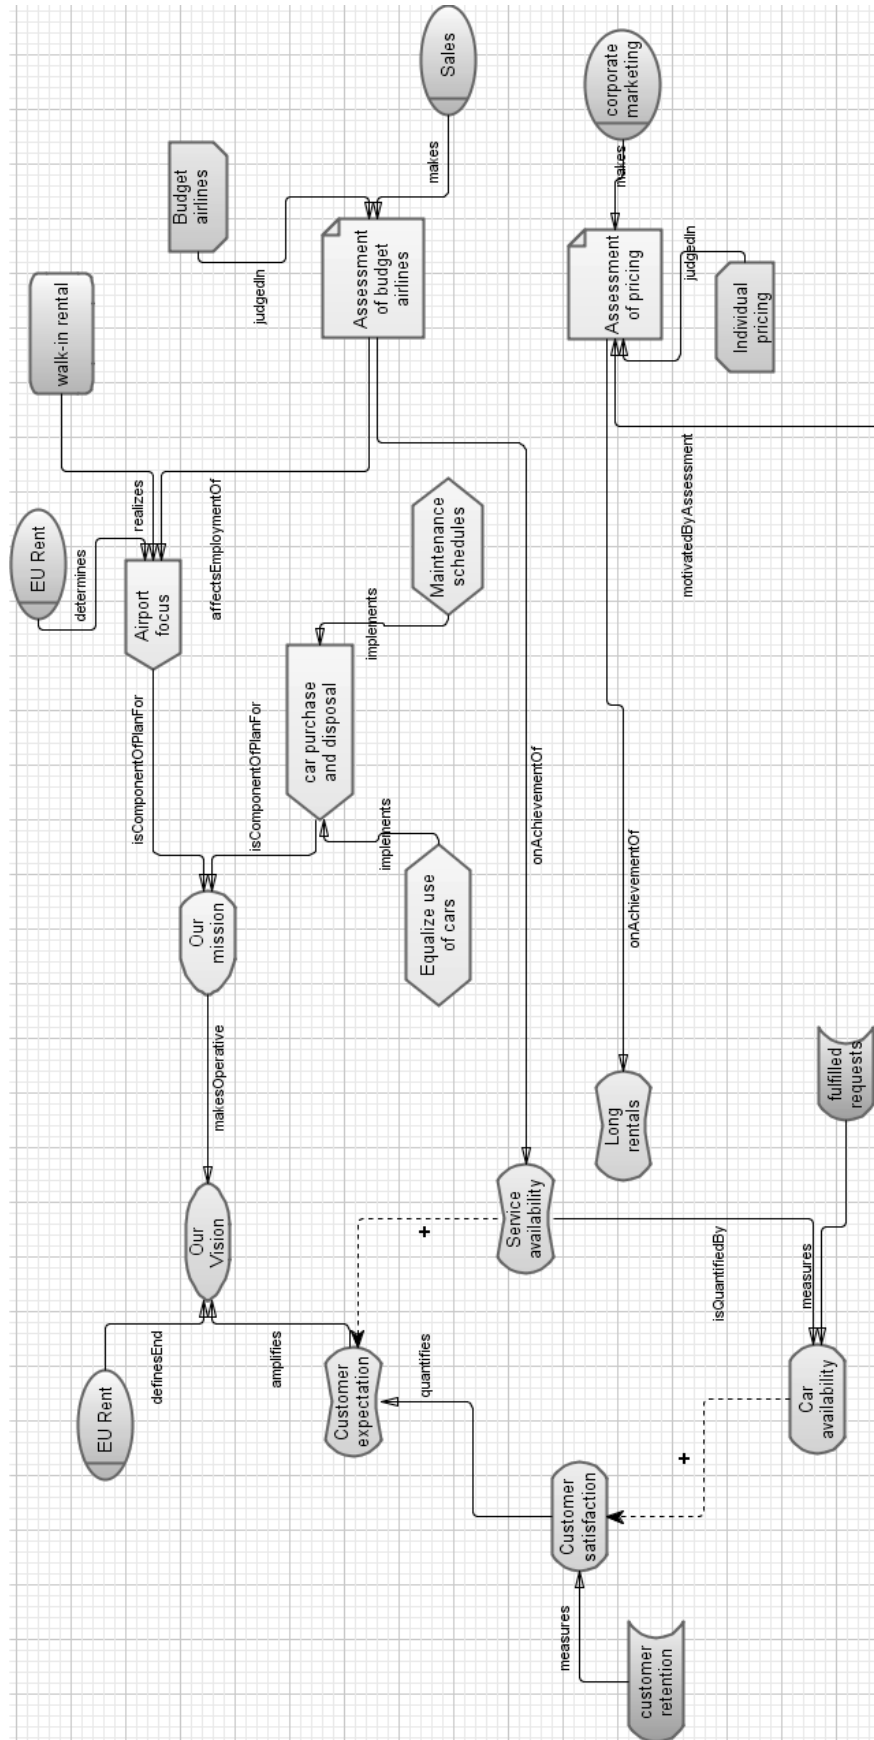 EU Rent
definesEnd
Our
Vision
makesOperative
Our
mission
isComponentOfPlanFor
Airport
focus
determines
EU Rent
realizes
walk-in rental
affectsEmploymentOf
Budget
airlines
judgedIn
amplifies
isComponentOfPlanFor
car purchase
and disposal
Customer
expectation
implements
implements
Assessment
of budget
airlines
makes
Sales
quantifies
+
Equalize use
of cars
Maintenance
schedules
Service
availability
onAchievementOf
measures
Customer
satisfaction
Long
rentals
onAchievementOf
Assessment
of pricing
makes
corporate
marketing
customer
retention
+
isQuantifiedBy
motivatedByAssessment
judgedIn
Individual
pricing
Car
availability
measures
fulfilled
requests